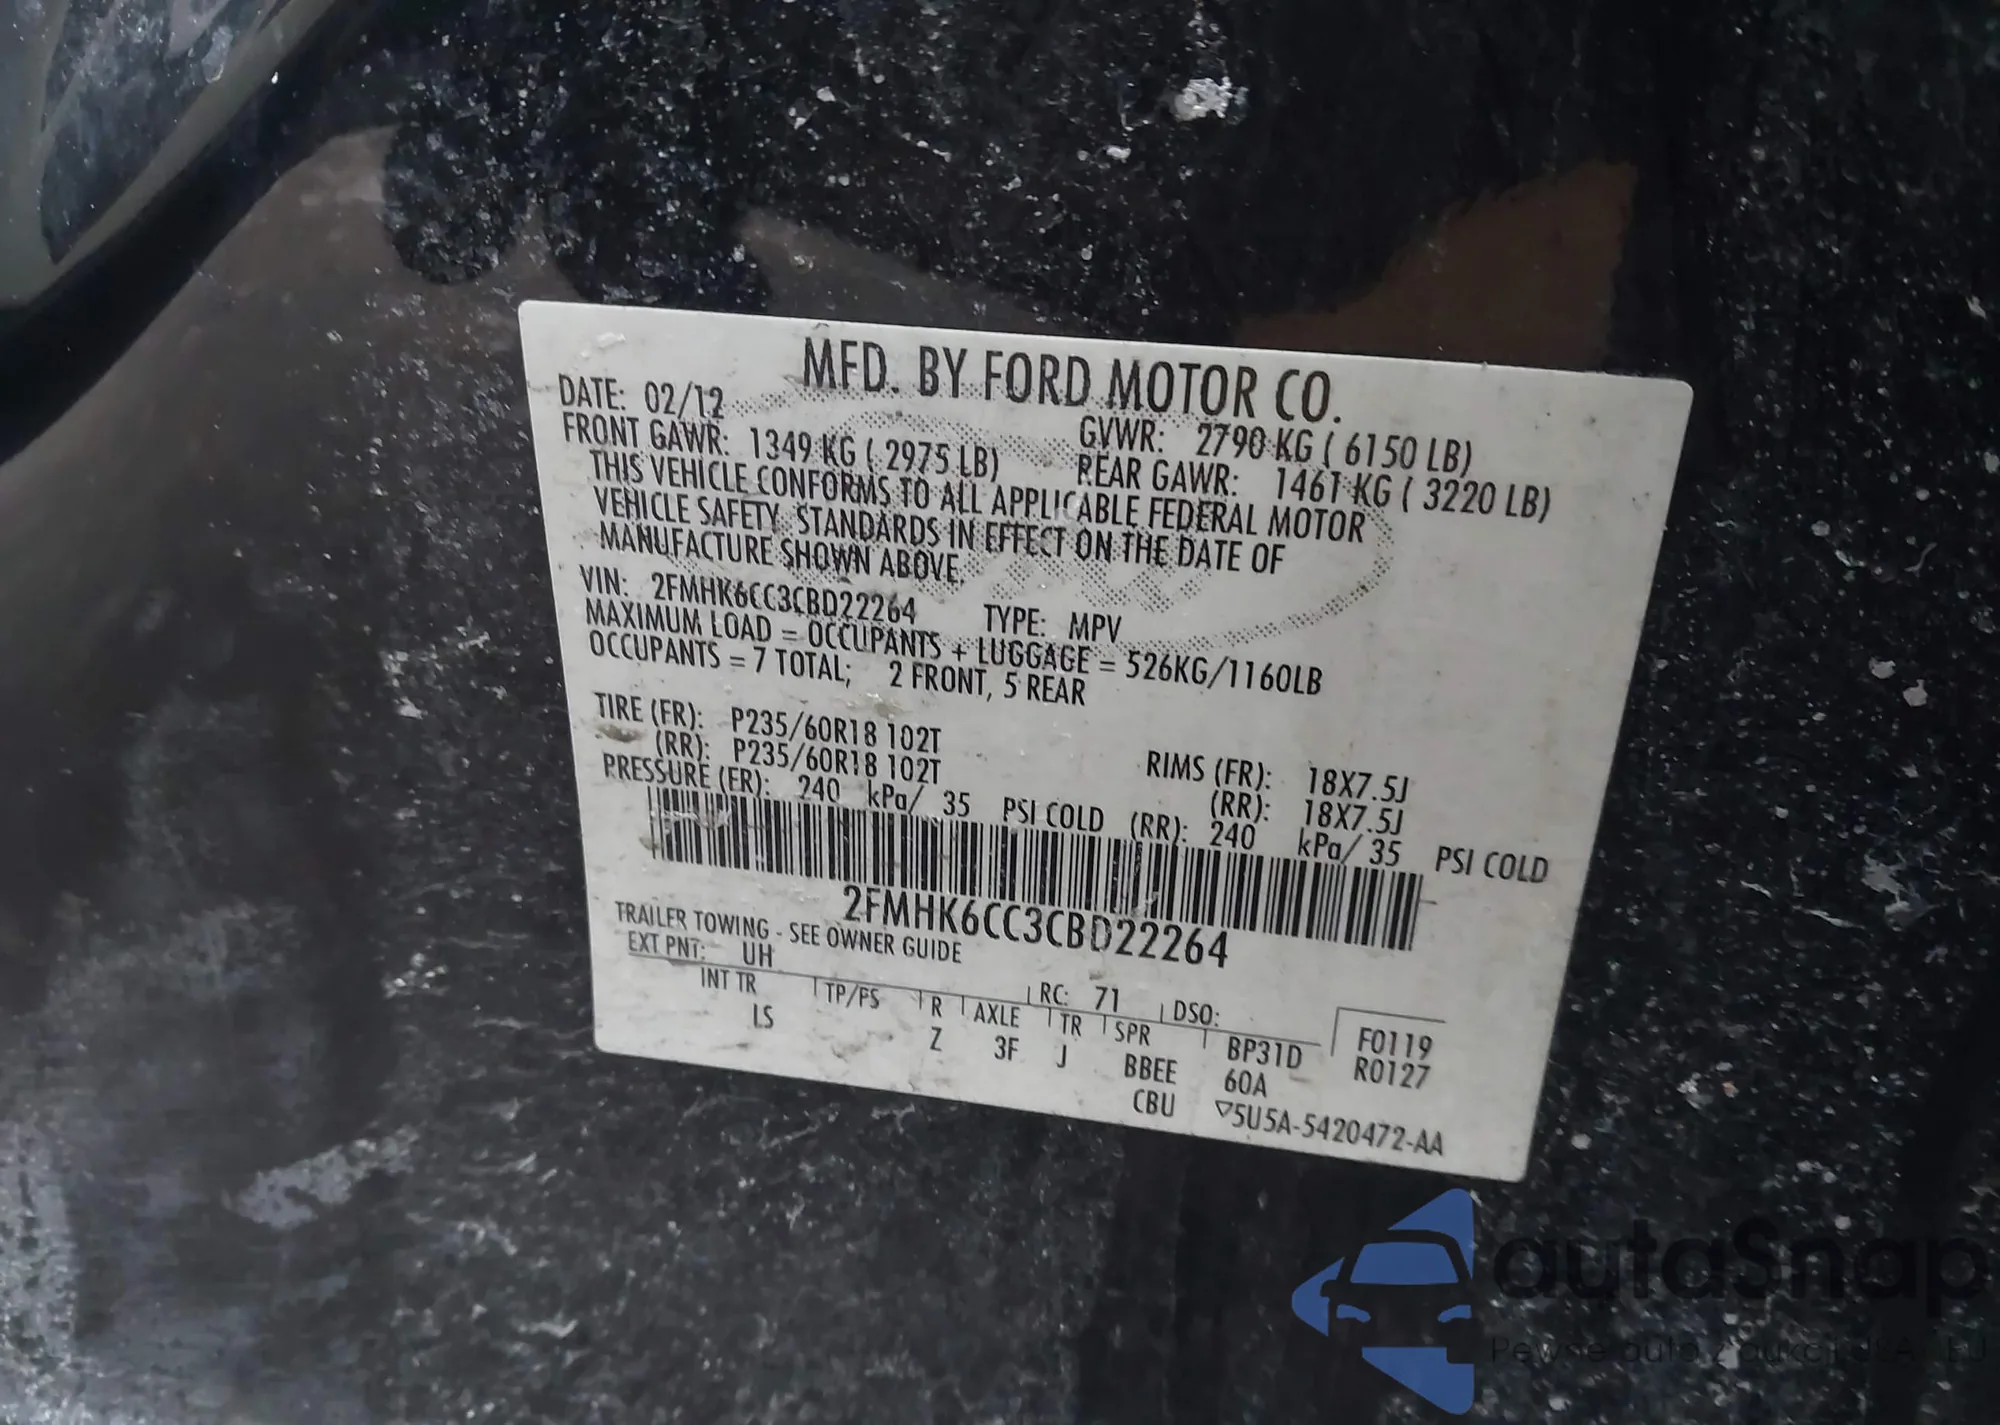 MFD. BY FORD MOTOR CO.
DATE: 02/12 GVWR: 2790 KG ( 6150 LB)
FRONT GAWR: 1349 KG ( 2975 LB) REAR GAWR: 1461 KG ( 3220 LB)
THIS VEHICLE CONFORMS TO ALL APPLICABLE FEDERAL MOTOR
VEHICLE SAFETY STANDARDS IN EFFECT ON THE DATE OF
MANUFACTURE SHOWN ABOVE.
VIN: 2FMHK6CC3CBD22264 TYPE: MPV
MAXIMUM LOAD = OCCUPANTS + LUGGAGE = 526KG/1160LB
OCCUPANTS = 7 TOTAL; 2 FRONT, 5 REAR
TIRE (FR): P235/60R18 102T RIMS (FR): 18X7.5J
(RR): P235/60R18 102T (RR): 18X7.5J
PRESSURE (FR): 240 kPa/ 35 PSI COLD (RR): 240 kPa/ 35 PSI COLD
2FMHK6CC3CBD22264
TRAILER TOWING - SEE OWNER GUIDE
EXT PNT: UH RC: 71 DSO:
INT TR TP/PS R AXLE TR SPR BP31D F0119
LS Z 3F J BBEE 60A R0127
CBU ▽5U5A-5420472-AA
autaSnap
Pewne auta z aukcji